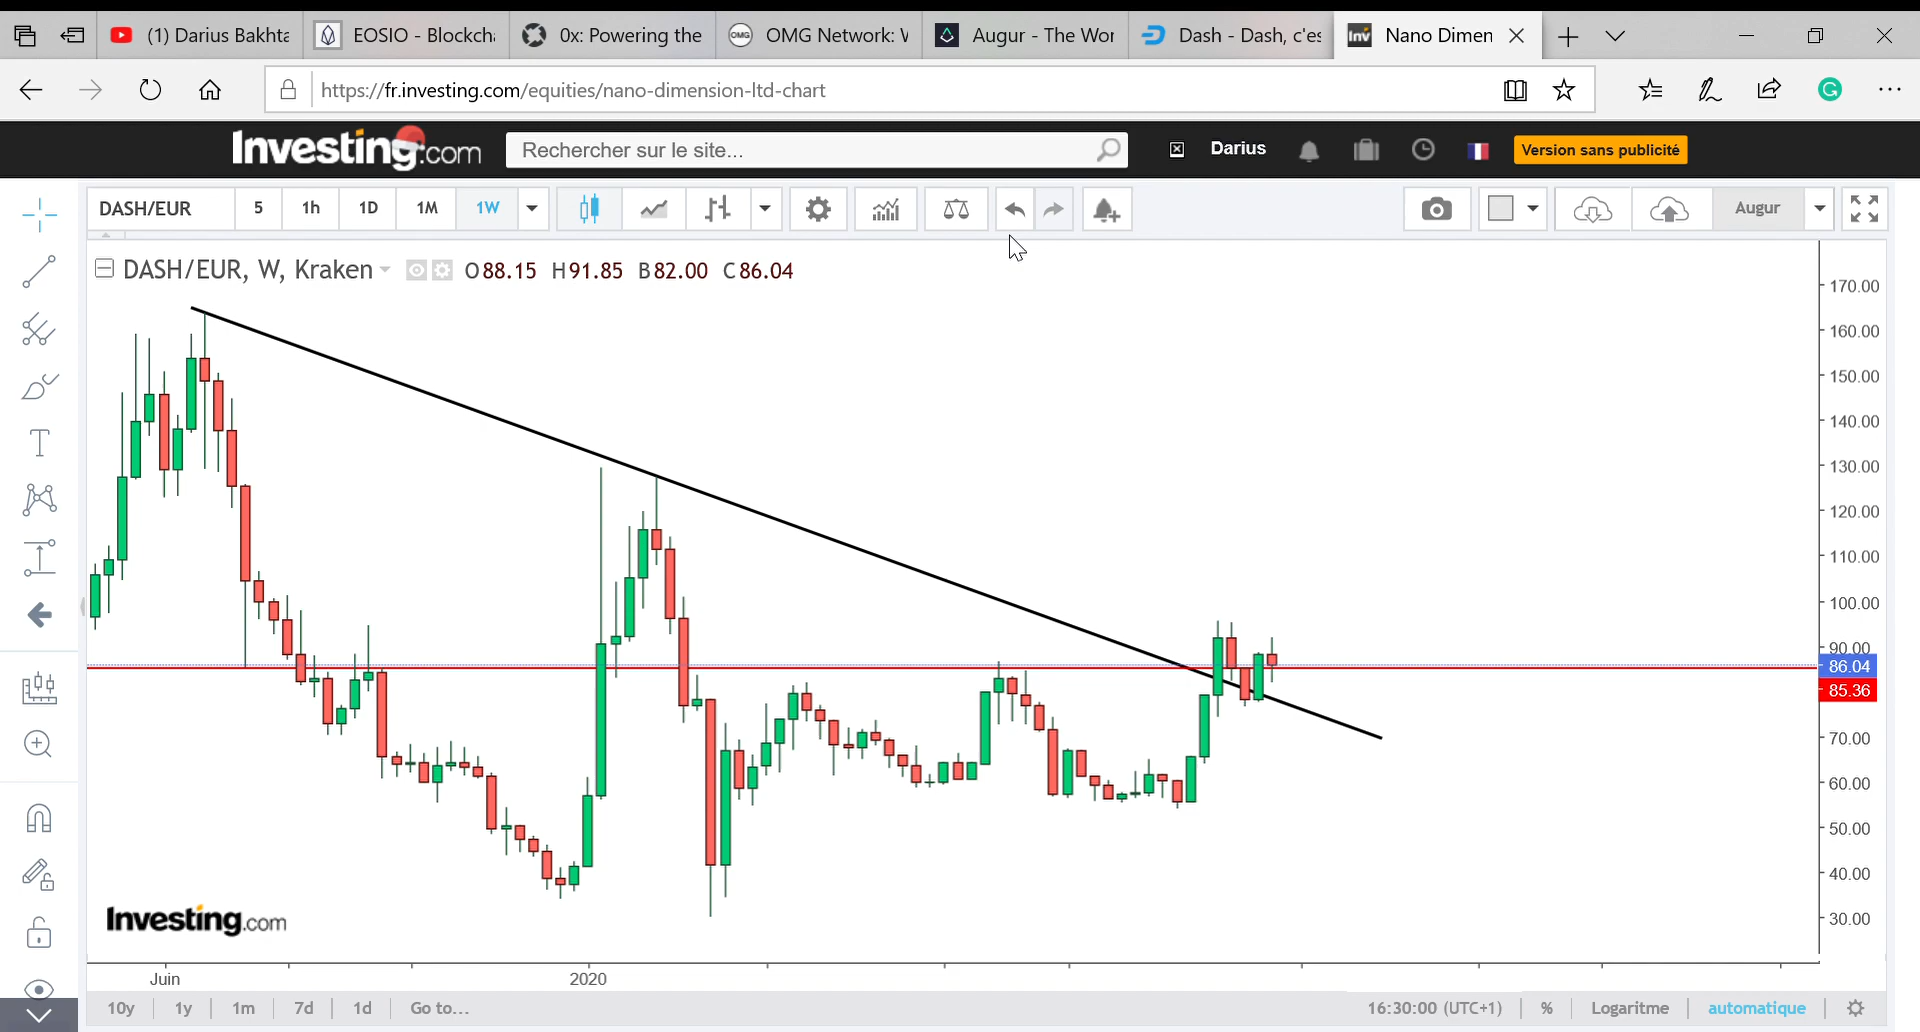 (1) Darius Bakhta
EOSIO - Blockcha
0x: Powering the
OMG Network: V
Augur - The Wor
Dash - Dash, c'es
Inv Nano Dimen
https://fr.investing.com/equities/nano-dimension-ltd-chart
Investing.com
Rechercher sur le site...
Darius
Version sans publicité
DASH/EUR 5 1h 1D 1M 1W
Augur
DASH/EUR, W, Kraken O88.15 H91.85 B82.00 C86.04
170.00
160.00
150.00
140.00
130.00
120.00
110.00
100.00
90.00
86.04
85.36
70.00
60.00
50.00
40.00
30.00
Investing.com
Juin 2020
10y 1y 1m 7d 1d Go to... 16:30:00 (UTC+1) % Logaritme automatique